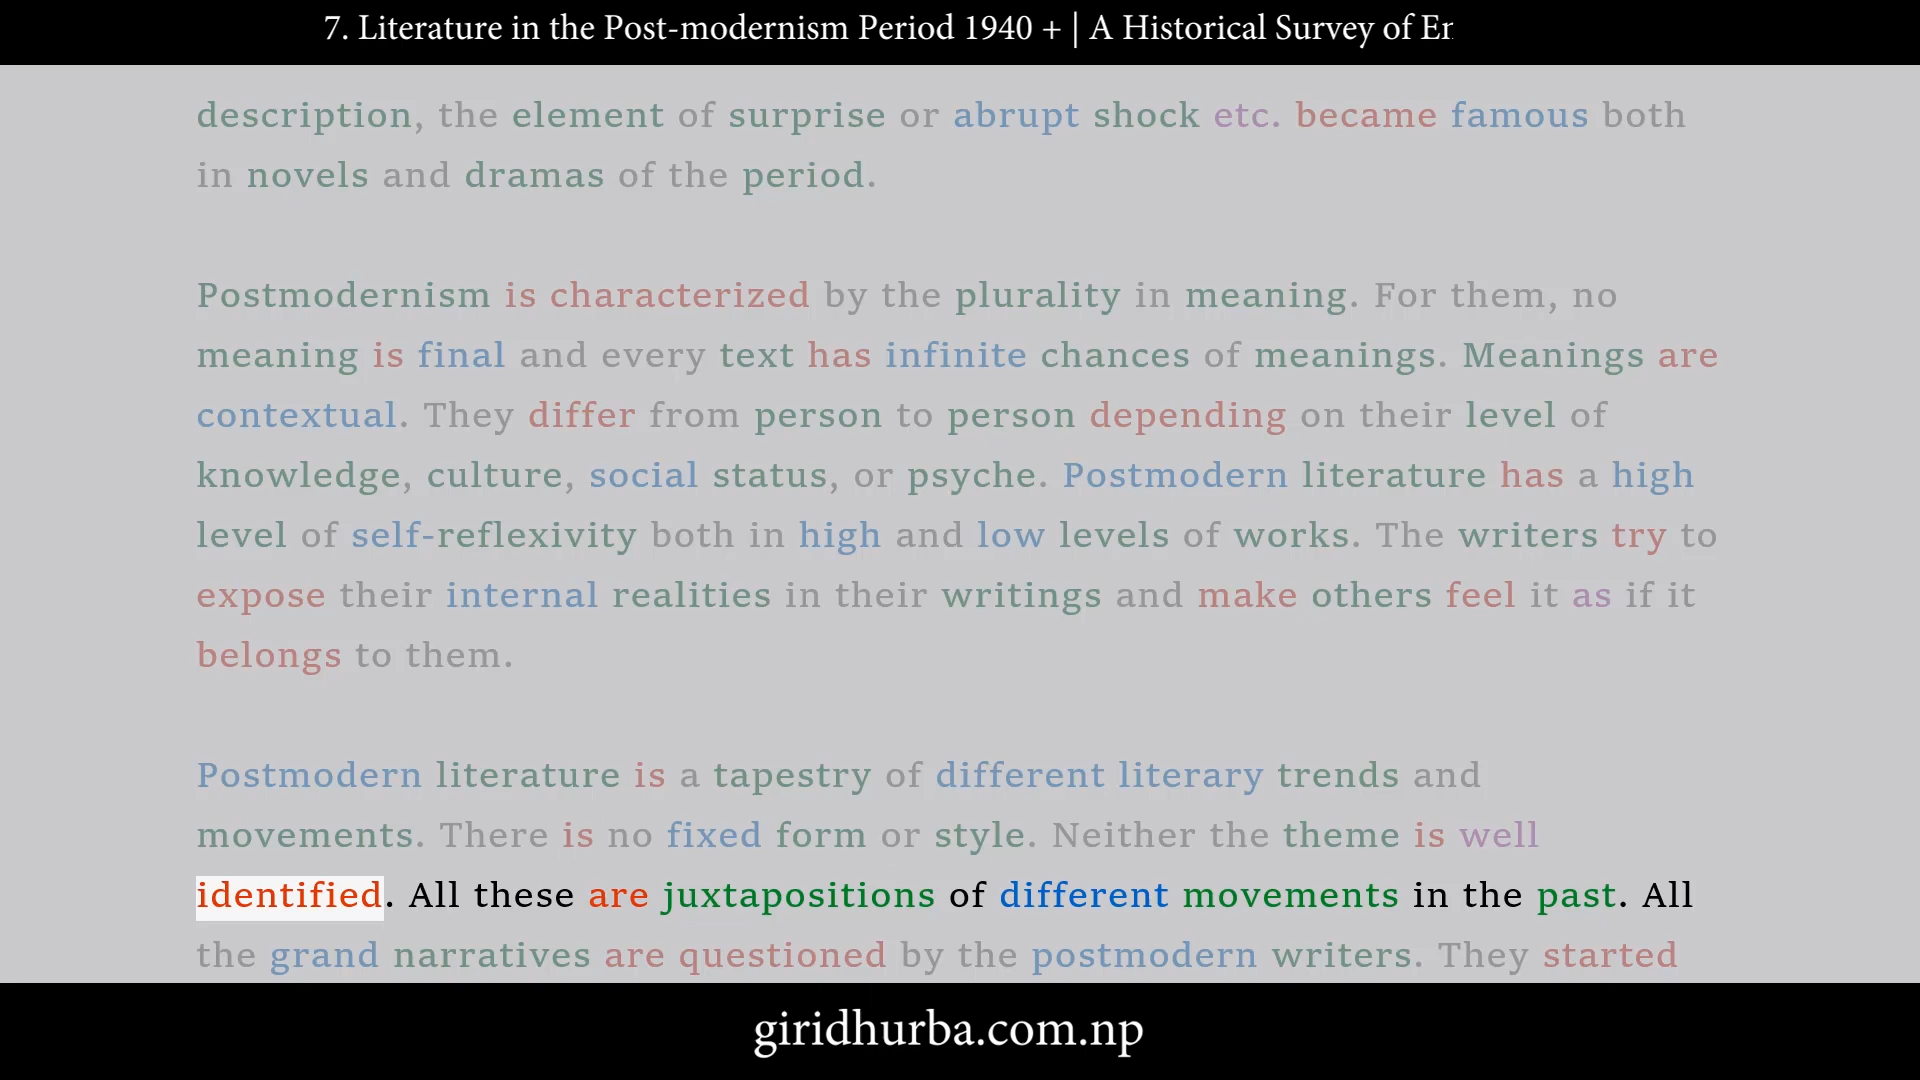 7. Literature in the Post-modernism Period 1940 + | A Historical Survey of En
description, the element of surprise or abrupt shock etc. became famous both
in novels and dramas of the period.
Postmodernism is characterized by the plurality in meaning. For them, no
meaning is final and every text has infinite chances of meanings. Meanings are
contextual. They differ from person to person depending on their level of
knowledge, culture, social status, or psyche. Postmodern literature has a high
level of self-reflexivity both in high and low levels of works. The writers try to
expose their internal realities in their writings and make others feel it as if it
belongs to them.
Postmodern literature is a tapestry of different literary trends and
movements. There is no fixed form or style. Neither the theme is well
identified. All these are juxtapositions of different movements in the past. All
the grand narratives are questioned by the postmodern writers. They started
giridhurba.com.np